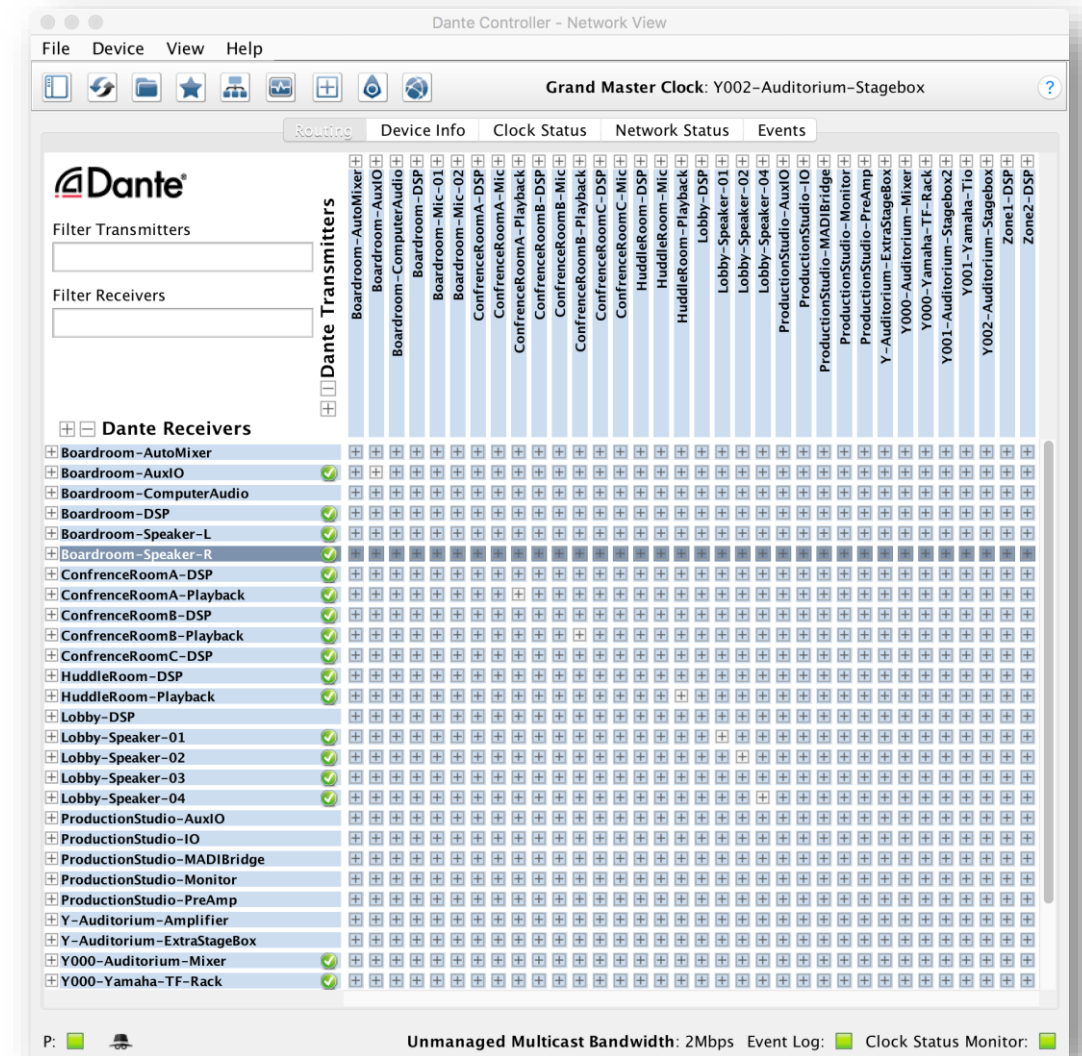 Dante Controller - Network View
File Device View Help
Grand Master Clock: Y002-Auditorium-Stagebox
?
Routing Device Info Clock Status Network Status Events
Dante®
Filter Transmitters
Filter Receivers
Dante Transmitters
Boardroom-AutoMixer
Boardroom-AuxIO
Boardroom-ComputerAudio
Boardroom-DSP
Boardroom-Mic-01
Boardroom-Mic-02
ConfrenceRoomA-DSP
ConfrenceRoomA-Mic
ConfrenceRoomA-Playback
ConfrenceRoomB-DSP
ConfrenceRoomB-Mic
ConfrenceRoomB-Playback
ConfrenceRoomC-DSP
ConfrenceRoomC-Mic
HuddleRoom-DSP
HuddleRoom-Mic
HuddleRoom-Playback
Lobby-DSP
Lobby-Speaker-01
Lobby-Speaker-02
Lobby-Speaker-04
ProductionStudio-AuxIO
ProductionStudio-IO
ProductionStudio-MADIBridge
ProductionStudio-Monitor
ProductionStudio-PreAmp
Y-Auditorium-ExtraStageBox
Y000-Auditorium-Mixer
Y000-Yamaha-TF-Rack
Y001-Auditorium-Stagebox2
Y001-Yamaha-Tio
Y002-Auditorium-Stagebox
Zone1-DSP
Zone2-DSP
Dante Receivers
Boardroom-AutoMixer
Boardroom-AuxIO
Boardroom-ComputerAudio
Boardroom-DSP
Boardroom-Speaker-L
Boardroom-Speaker-R
ConfrenceRoomA-DSP
ConfrenceRoomA-Playback
ConfrenceRoomB-DSP
ConfrenceRoomB-Playback
ConfrenceRoomC-DSP
HuddleRoom-DSP
HuddleRoom-Playback
Lobby-DSP
Lobby-Speaker-01
Lobby-Speaker-02
Lobby-Speaker-03
Lobby-Speaker-04
ProductionStudio-AuxIO
ProductionStudio-IO
ProductionStudio-MADIBridge
ProductionStudio-Monitor
ProductionStudio-PreAmp
Y-Auditorium-Amplifier
Y-Auditorium-ExtraStageBox
Y000-Auditorium-Mixer
Y000-Yamaha-TF-Rack
P: Unmanaged Multicast Bandwidth: 2Mbps Event Log: Clock Status Monitor: